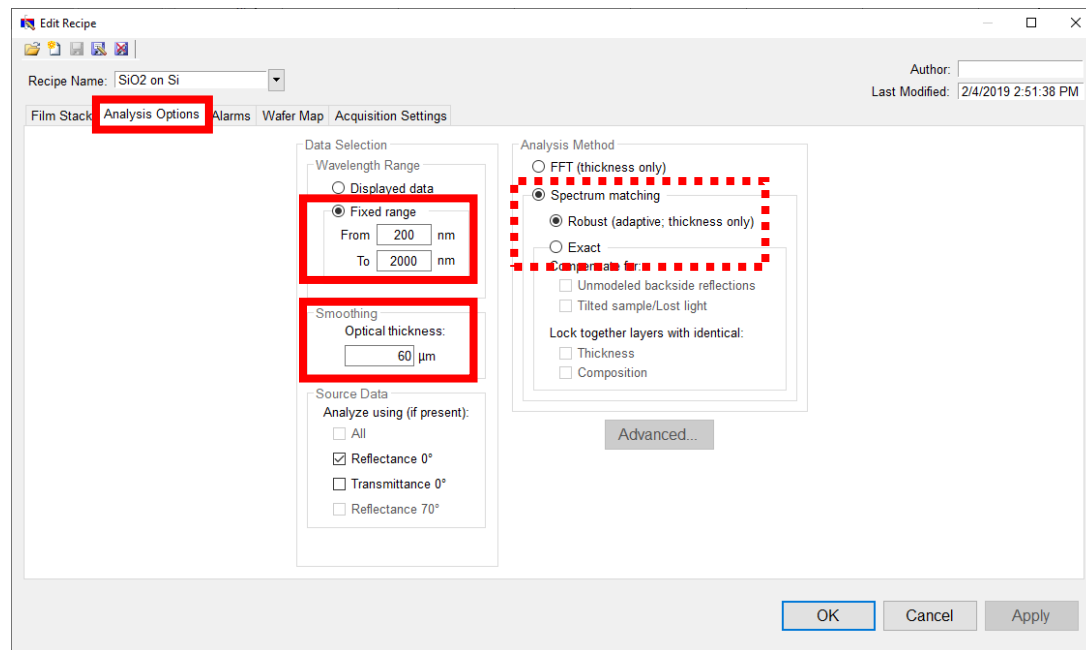 Edit Recipe
Recipe Name: SiO2 on Si
Author:
Last Modified: 2/4/2019 2:51:38 PM
Film Stack Analysis Options Alarms Wafer Map Acquisition Settings
Data Selection
Wavelength Range
Displayed data
Fixed range
From 200 nm
To 2000 nm
Smoothing
Optical thickness:
60 µm
Source Data
Analyze using (if present):
All
Reflectance 0°
Transmittance 0°
Reflectance 70°
Analysis Method
FFT (thickness only)
Spectrum matching
Robust (adaptive; thickness only)
Exact
Compensate for:
Unmodeled backside reflections
Tilted sample/Lost light
Lock together layers with identical:
Thickness
Composition
Advanced...
OK Cancel Apply